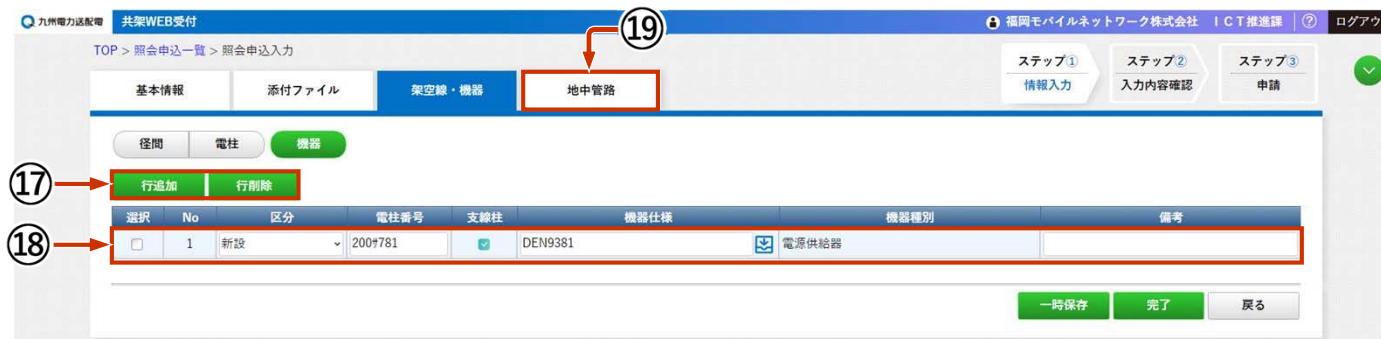 九州電力送配電 共架WEB受付 福岡モバイルネットワーク株式会社 ICT推進課 ? ログアウ
⑲
TOP > 照会申込一覧 > 照会申込入力
ステップ① ステップ② ステップ③
情報入力 入力内容確認 申請
基本情報 添付ファイル 架空線・機器 地中管路
径間 電柱 機器
⑰
行追加 行削除
選択 No 区分 電柱番号 支線柱 機器仕様 機器種別 備考
⑱
1 新設 200ｻ781 DEN9381 電源供給器
一時保存 完了 戻る